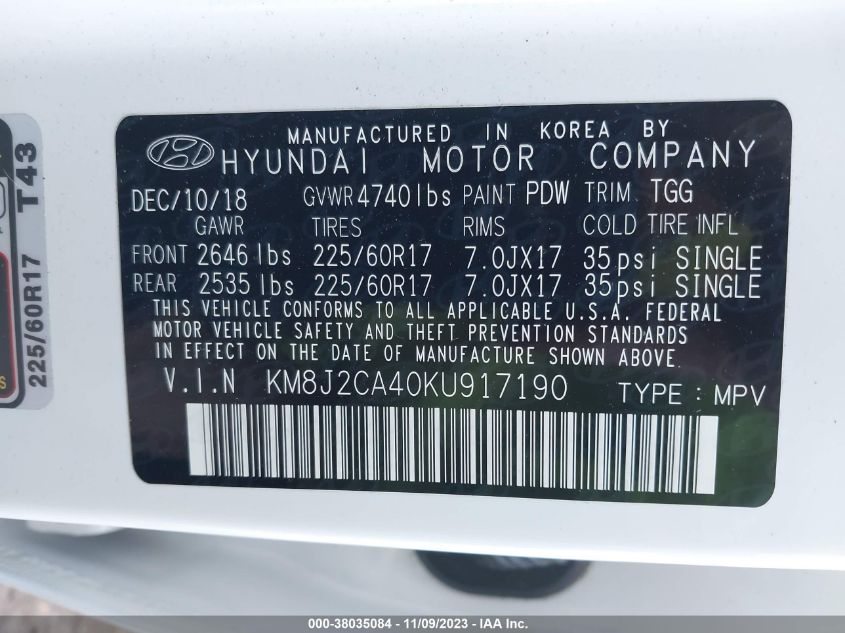 MANUFACTURED IN KOREA BY
HYUNDAI MOTOR COMPANY
DEC/10/18 GVWR 4740lbs PAINT PDW TRIM TGG
GAWR TIRES RIMS COLD TIRE INFL
FRONT 2646 lbs 225/60R17 7.0JX17 35psi SINGLE
REAR 2535 lbs 225/60R17 7.0JX17 35psi SINGLE
THIS VEHICLE CONFORMS TO ALL APPLICABLE U.S.A. FEDERAL
MOTOR VEHICLE SAFETY AND THEFT PREVENTION STANDARDS
IN EFFECT ON THE DATE OF MANUFACTURE SHOWN ABOVE.
V.I.N KM8J2CA40KU917190 TYPE : MPV
225/60R17 T43
000-38035084 - 11/09/2023 - Copyright IAA, Inc.